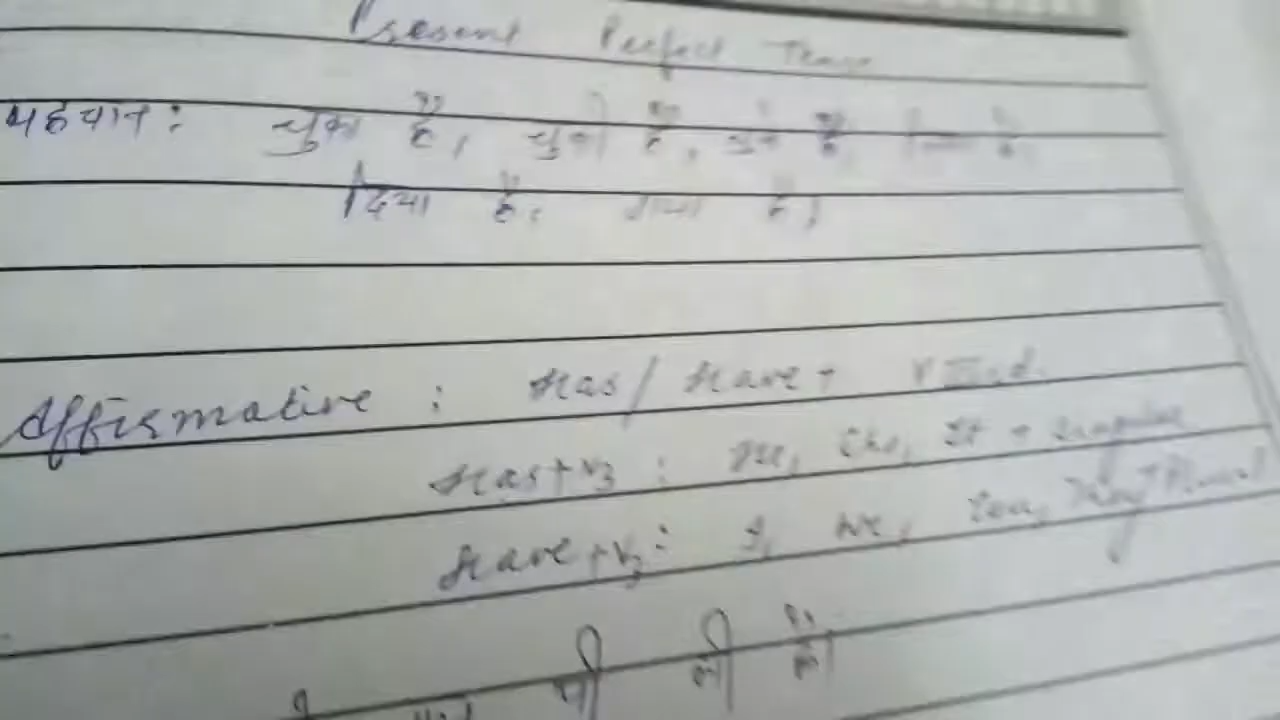 Present Perfect Tense
पहचान: चुका है, चुकी है, चुके हैं, है,
दिया है, गया है,
Affirmative : Has/Have + V IIIrd.
Has+V3 : He, She, It + Singular
Have+V3 : I, We, You, They + Plural
ली है